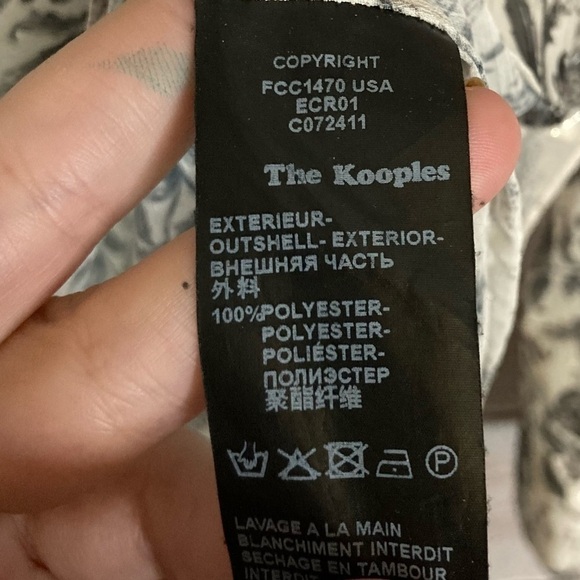 COPYRIGHT
FCC1470 USA
ECR01
C072411
The Kooples
EXTERIEUR-
OUTSHELL- EXTERIOR-
ВНЕШНЯЯ ЧАСТЬ
外料
100%POLYESTER-
POLYESTER-
POLIÉSTER-
ПОЛИЭСТЕР
聚酯纤维
P
LAVAGE A LA MAIN
BLANCHIMENT INTERDIT
SECHAGE EN TAMBOUR
INTERDIT